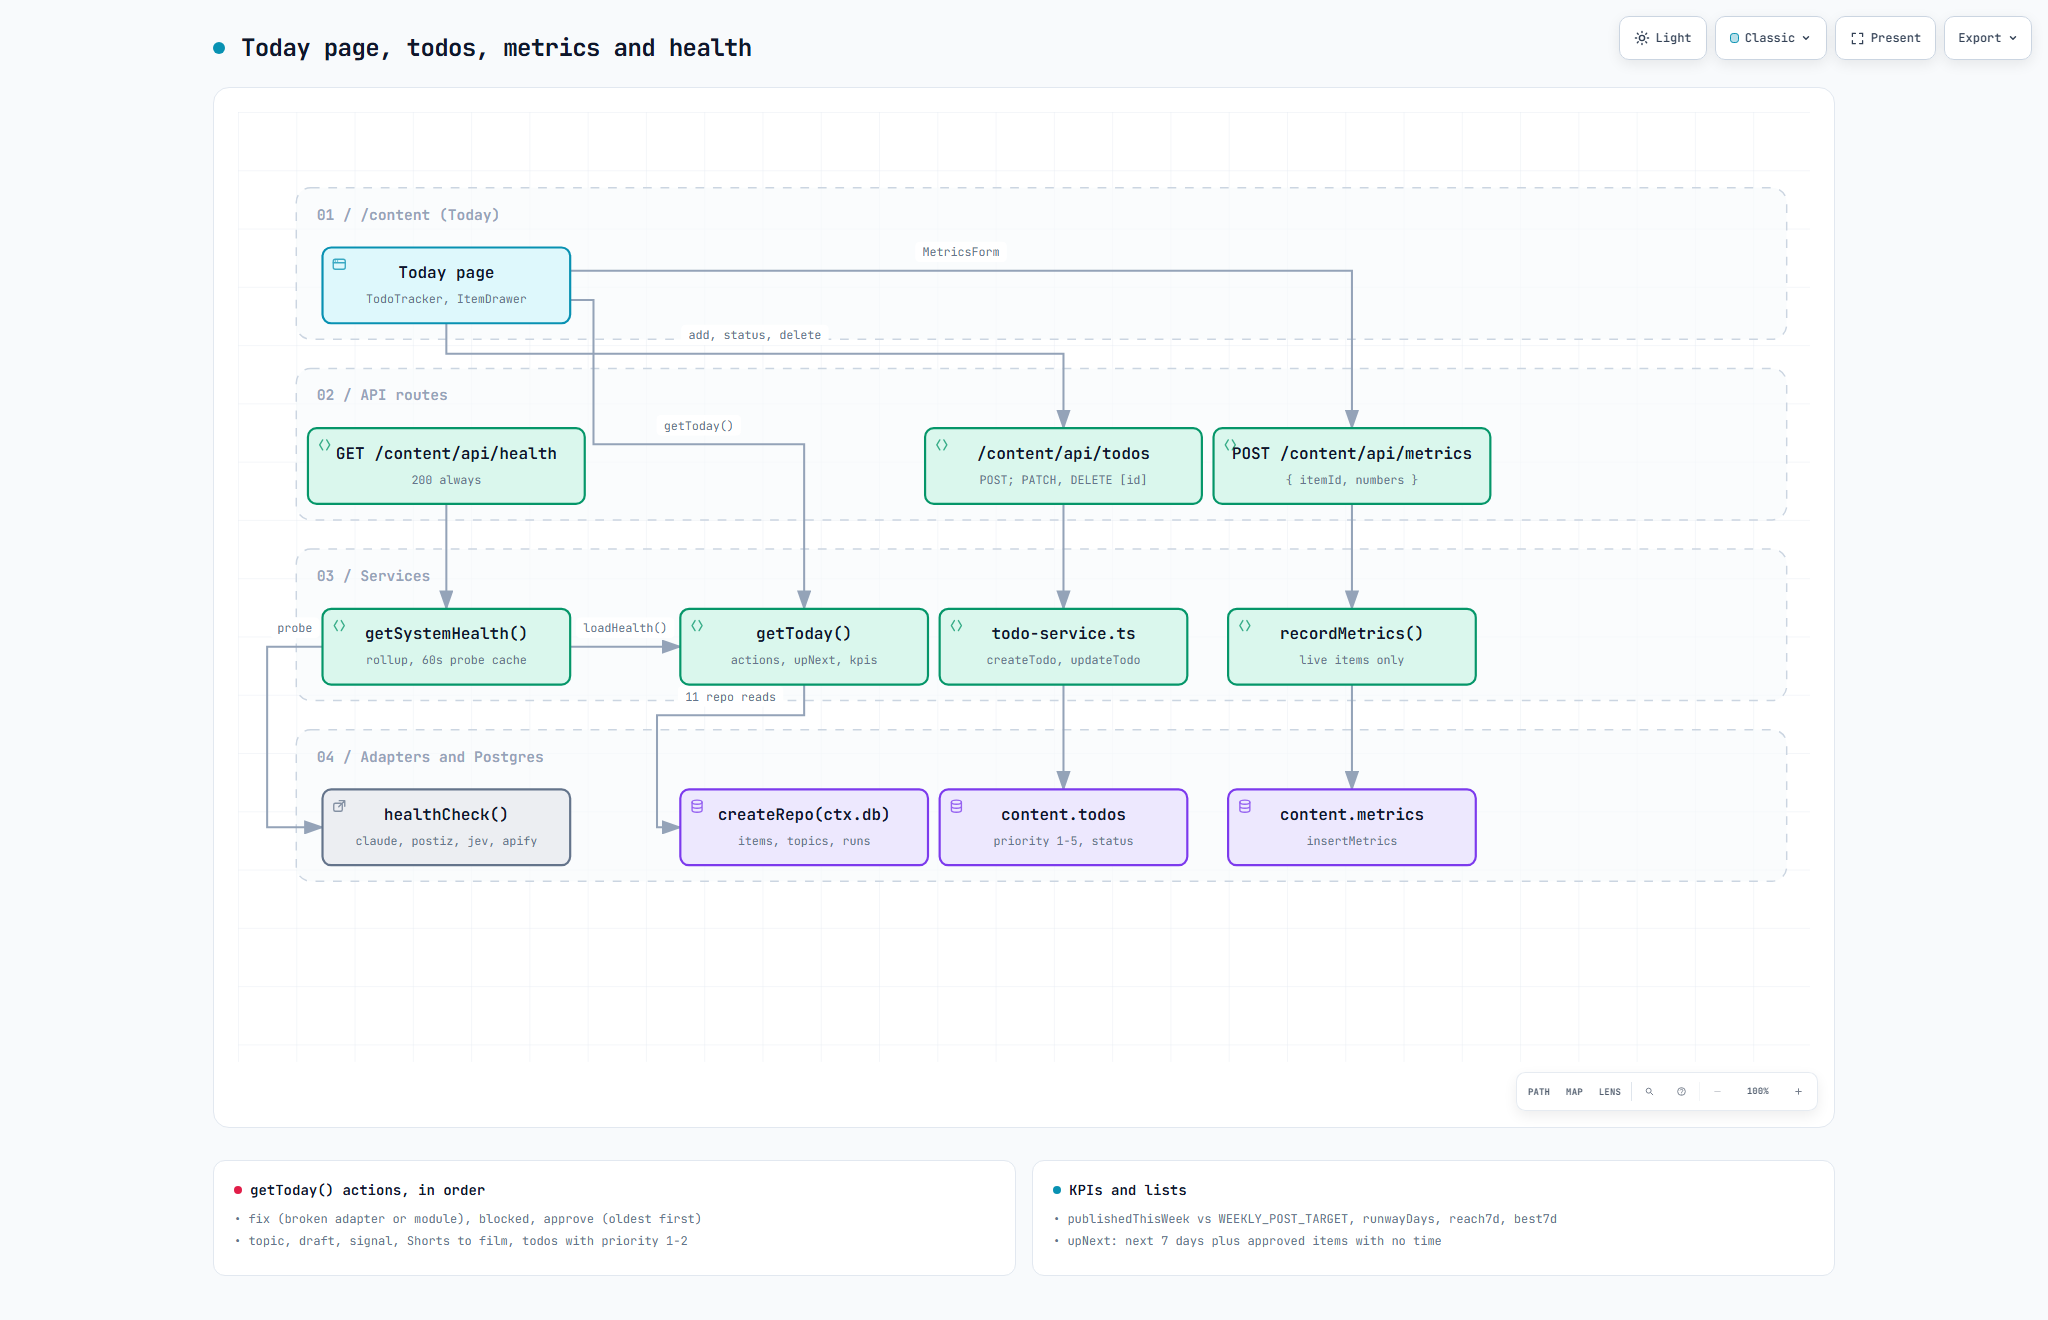 Today page, todos, metrics and health
Light
Classic
Present
Export
01 / /content (Today)
Today page
TodoTracker, ItemDrawer
MetricsForm
add, status, delete
02 / API routes
getToday()
GET /content/api/health
200 always
/content/api/todos
POST; PATCH, DELETE [id]
POST /content/api/metrics
{ itemId, numbers }
03 / Services
probe
getSystemHealth()
rollup, 60s probe cache
loadHealth()
getToday()
actions, upNext, kpis
todo-service.ts
createTodo, updateTodo
recordMetrics()
live items only
11 repo reads
04 / Adapters and Postgres
healthCheck()
claude, postiz, jev, apify
createRepo(ctx.db)
items, topics, runs
content.todos
priority 1-5, status
content.metrics
insertMetrics
PATH MAP LENS − 100% +
getToday() actions, in order
• fix (broken adapter or module), blocked, approve (oldest first)
• topic, draft, signal, Shorts to film, todos with priority 1-2
KPIs and lists
• publishedThisWeek vs WEEKLY_POST_TARGET, runwayDays, reach7d, best7d
• upNext: next 7 days plus approved items with no time